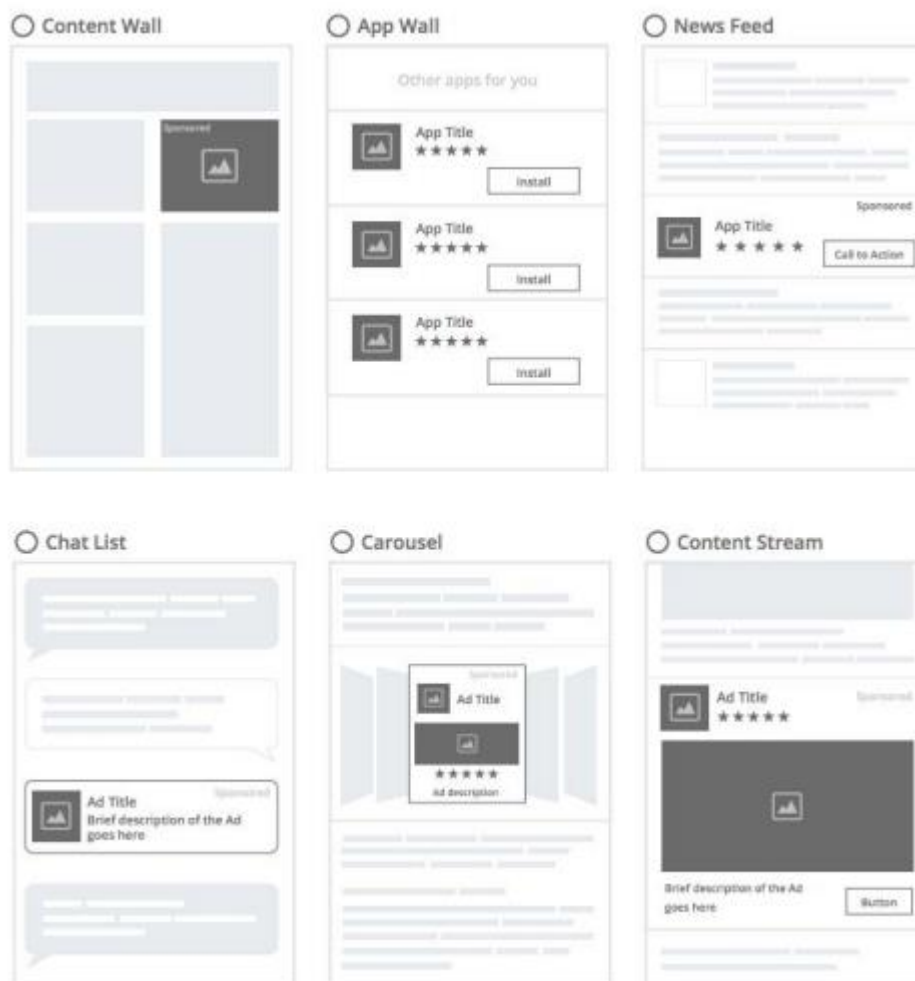 Content Wall
Sponsored
App Wall
Other apps for you
App Title
★★★★★
Install
App Title
★★★★★
Install
App Title
★★★★★
Install
News Feed
Sponsored
App Title
★★★★★
Call to Action
Chat List
Sponsored
Ad Title
Brief description of the Ad
goes here
Carousel
Sponsored
Ad Title
★★★★★
Ad description
Content Stream
Ad Title
Sponsored
★★★★★
Brief description of the Ad
goes here
Button